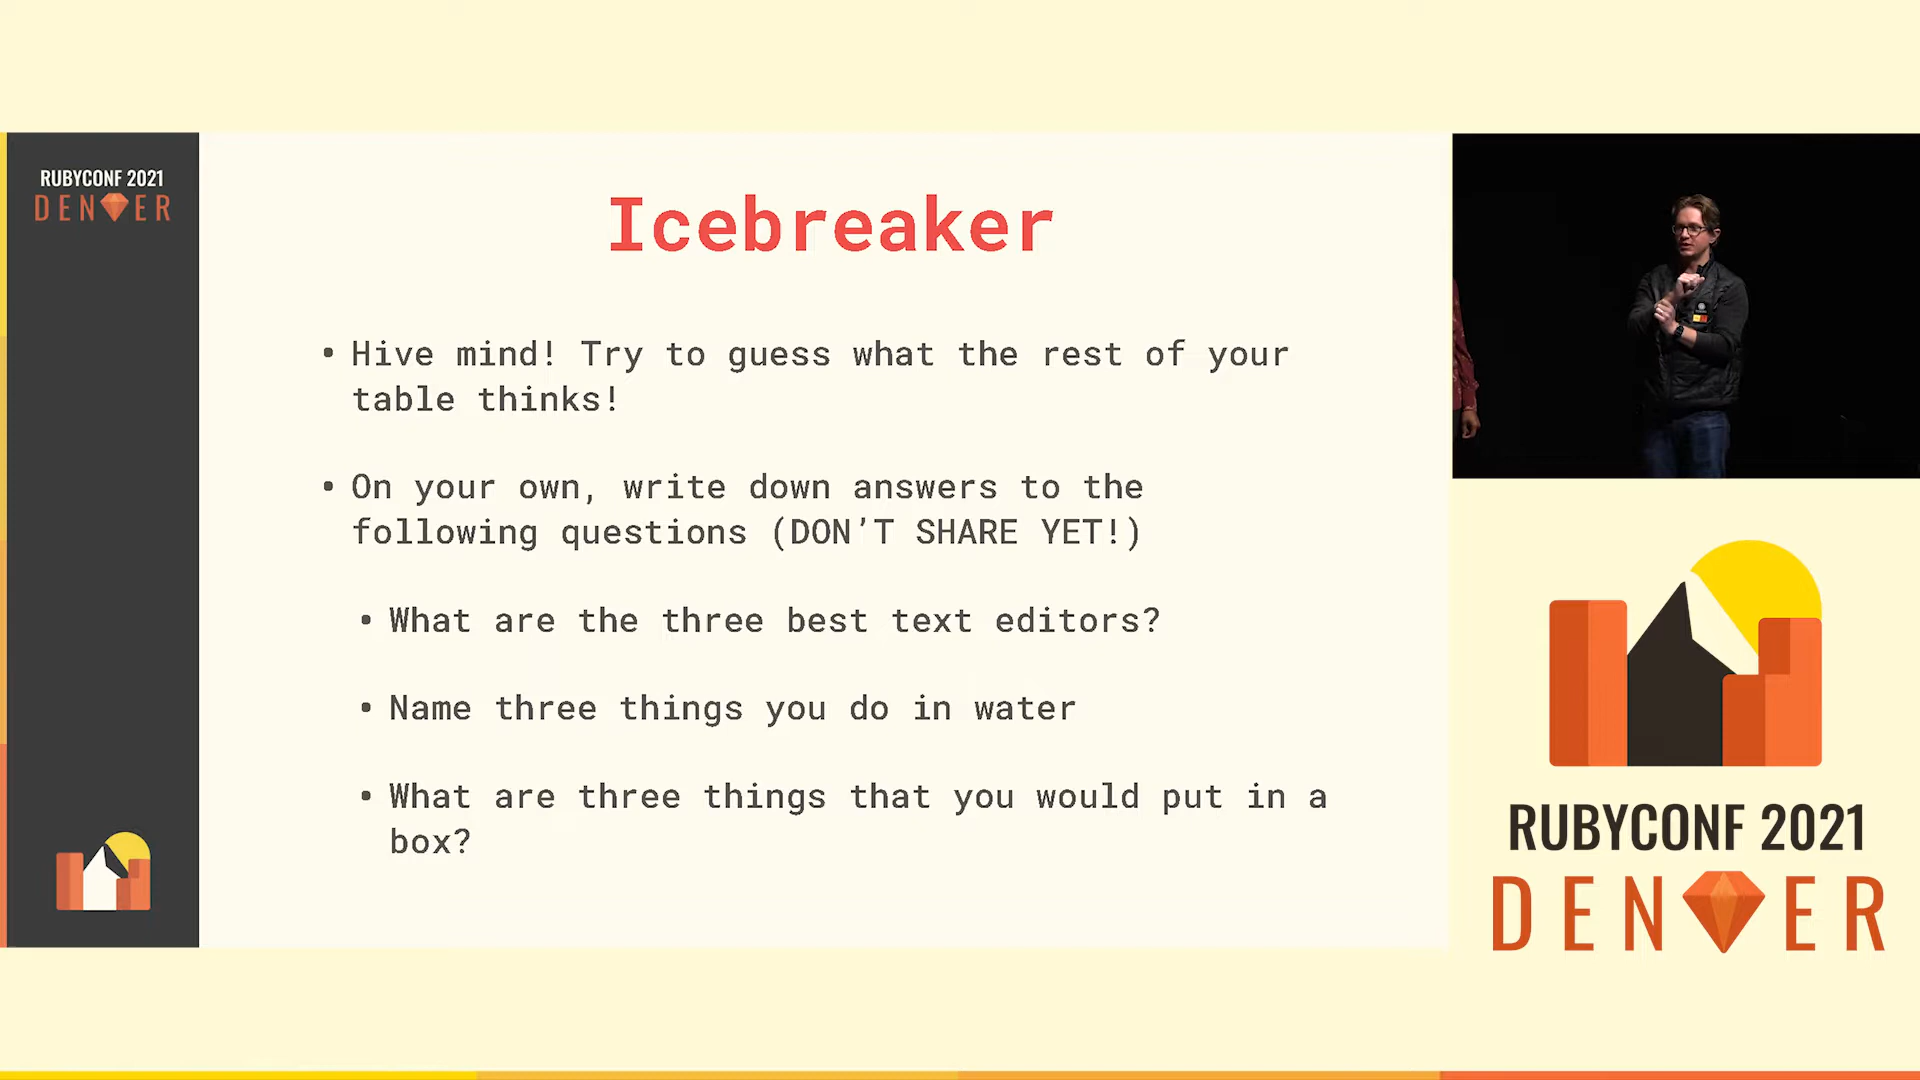 RUBYCONF 2021
DENVER
Icebreaker
• Hive mind! Try to guess what the rest of your
table thinks!
• On your own, write down answers to the
following questions (DON’T SHARE YET!)
• What are the three best text editors?
• Name three things you do in water
• What are three things that you would put in a
box?
RUBYCONF 2021
DENVER